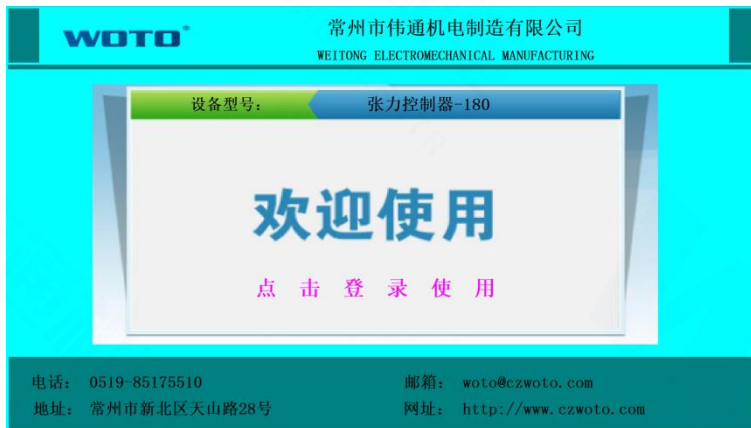 WOTO®
常州市伟通机电制造有限公司
WEITONG ELECTROMECHANICAL MANUFACTURING
设备型号： 张力控制器-180
欢迎使用
点击登录使用
电话： 0519-85175510
邮箱： woto@czwoto.com
地址： 常州市新北区天山路28号
网址： http://www.czwoto.com